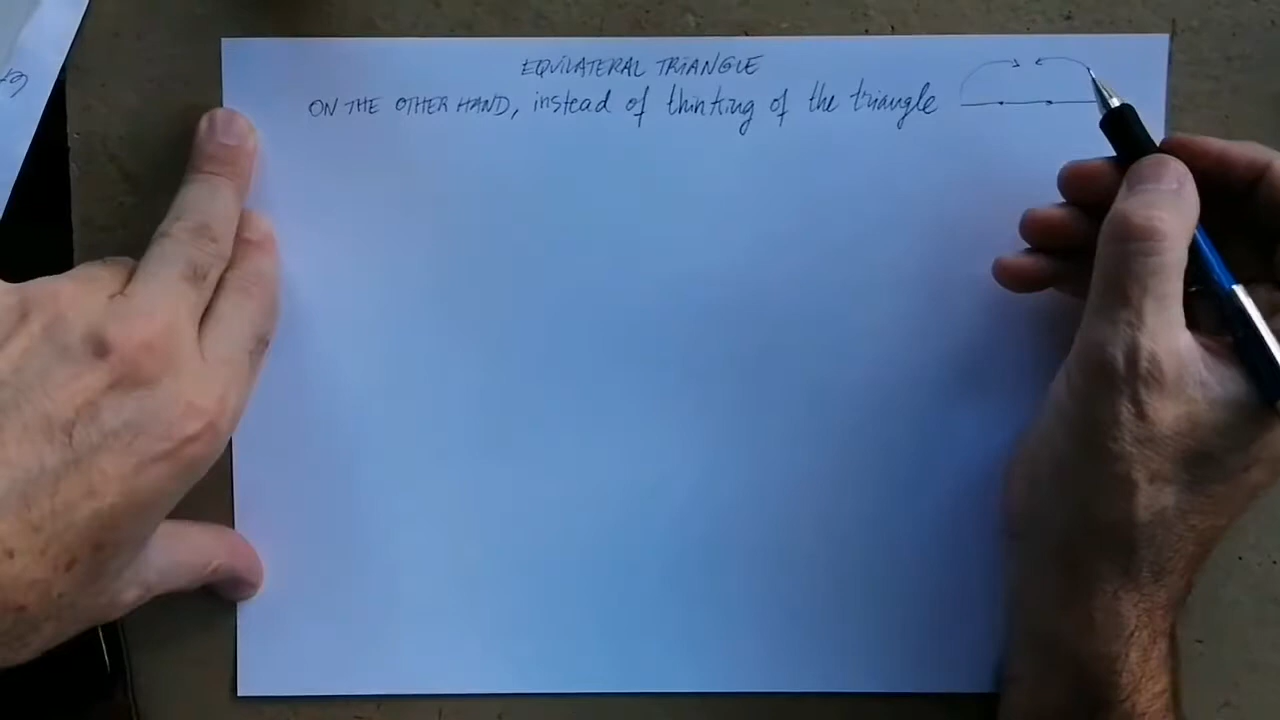 EQUILATERAL TRIANGLE
ON THE OTHER HAND, instead of thinking of the triangle